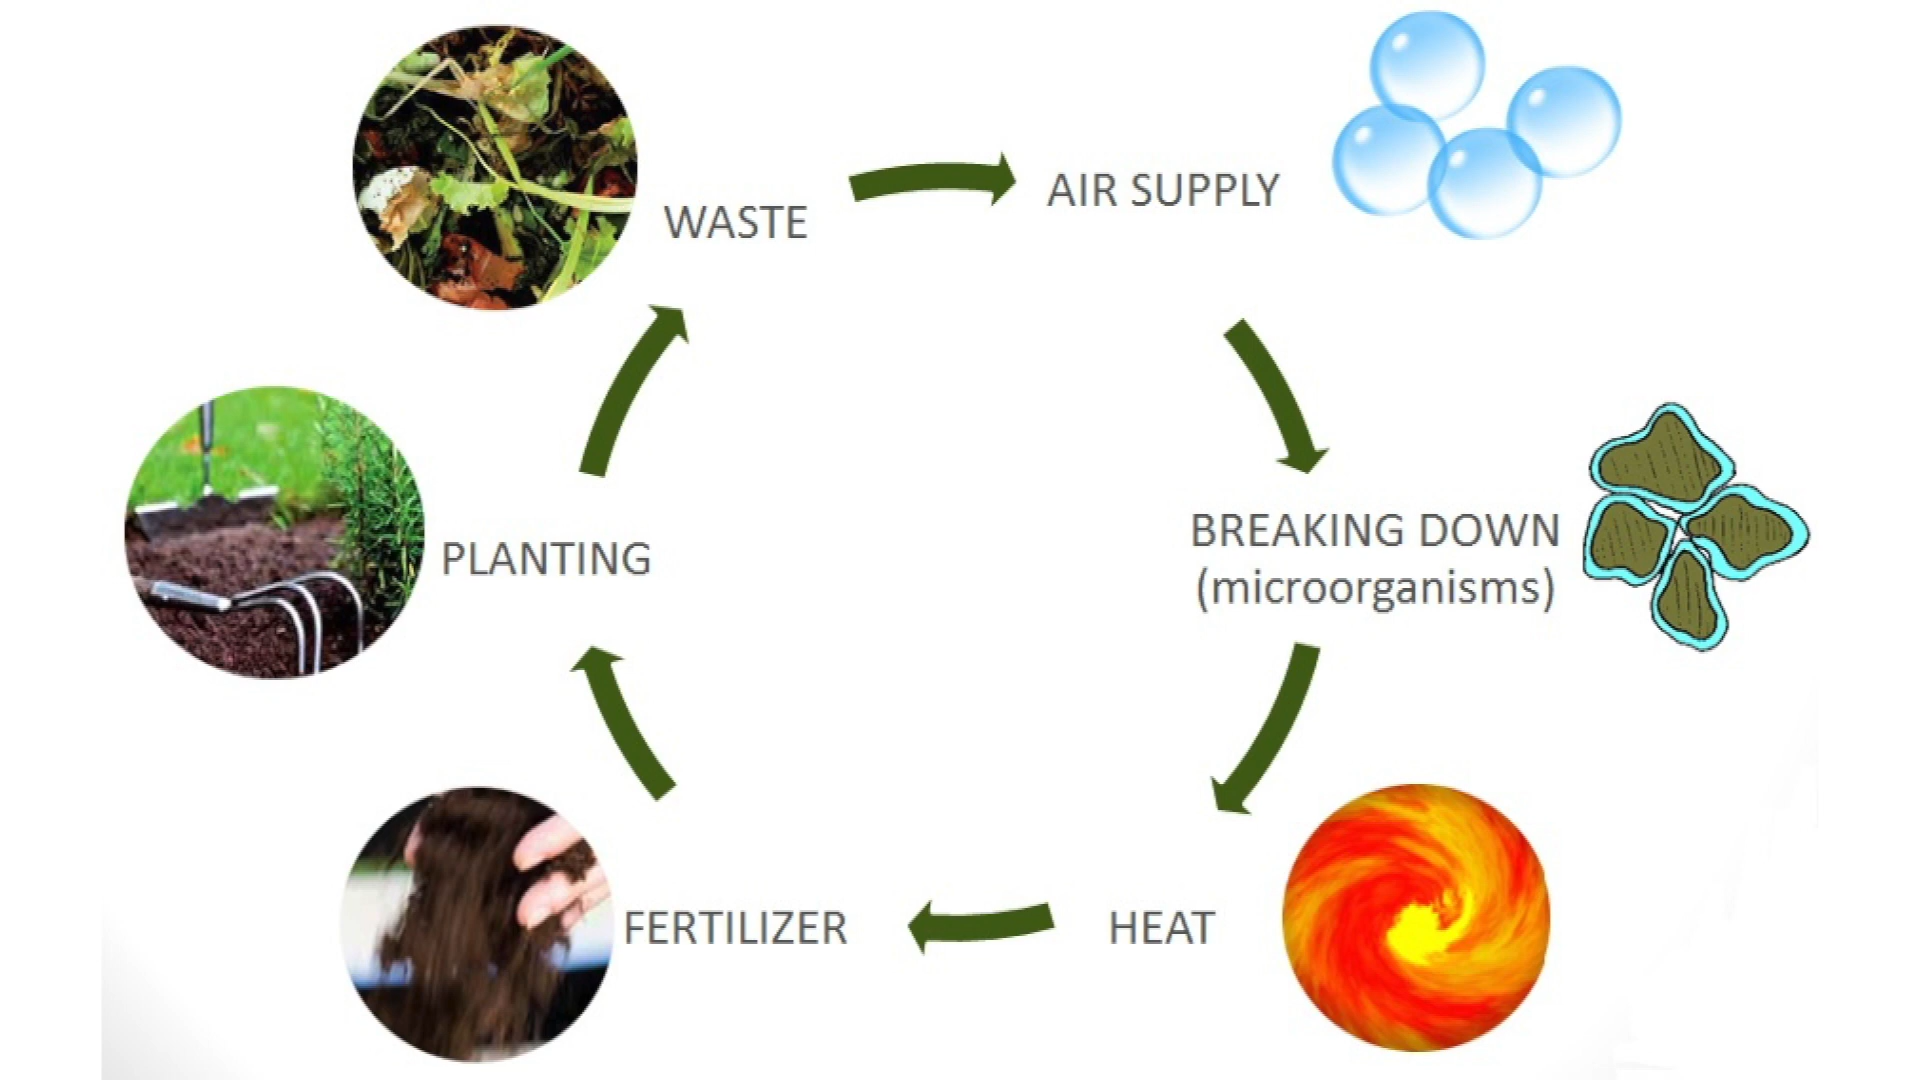 WASTE
AIR SUPPLY
BREAKING DOWN
(microorganisms)
HEAT
FERTILIZER
PLANTING